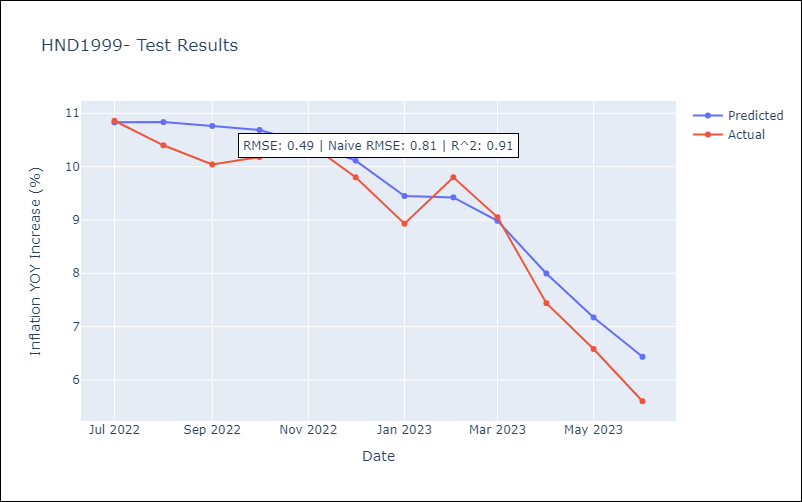 HND1999- Test Results
Predicted
Actual
RMSE: 0.49 | Naive RMSE: 0.81 | R^2: 0.91
Inflation YOY Increase (%)
11
10
9
8
7
6
Jul 2022 Sep 2022 Nov 2022 Jan 2023 Mar 2023 May 2023
Date